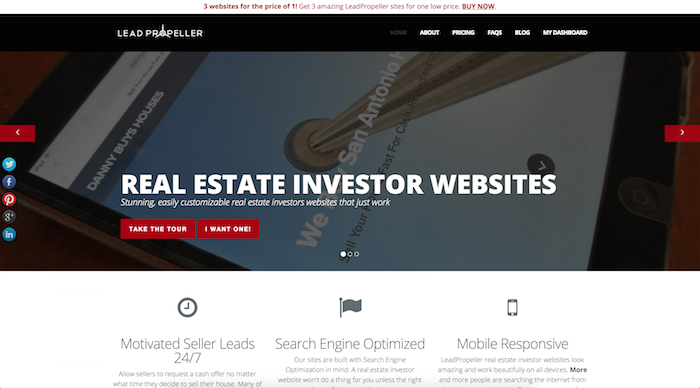 3 websites for the price of 1! Get 3 amazing LeadPropeller sites for one low price. BUY NOW.
LEAD PROPELLER
HOME ABOUT PRICING FAQS BLOG MY DASHBOARD
DANNY BUYS HOUSES
We San Antonio
Sell Your Fast For Cash
REAL ESTATE INVESTOR WEBSITES
Stunning, easily customizable real estate investors websites that just work
TAKE THE TOUR I WANT ONE!
Motivated Seller Leads
24/7
Allow sellers to request a cash offer no matter
what time they decide to sell their house. Many of
Search Engine Optimized
Our sites are built with Search Engine
Optimization in mind. A real estate investor
website won't do a thing for you unless the right
Mobile Responsive
LeadPropeller real estate investor websites look
amazing and work beautifully on all devices. More
and more people are searching the internet from